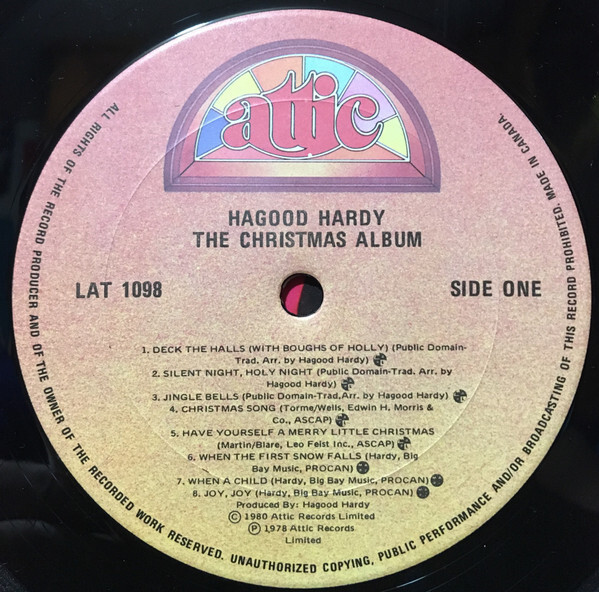 attic
HAGOOD HARDY
THE CHRISTMAS ALBUM
LAT 1098
SIDE ONE
1. DECK THE HALLS (WITH BOUGHS OF HOLLY) (Public Domain-
Trad. Arr. by Hagood Hardy)
2. SILENT NIGHT, HOLY NIGHT (Public Domain-Trad. Arr. by
Hagood Hardy)
3. JINGLE BELLS (Public Domain-Trad.Arr. by Hagood Hardy)
4. CHRISTMAS SONG (Torme/Wells, Edwin H. Morris &
Co., ASCAP)
5. HAVE YOURSELF A MERRY LITTLE CHRISTMAS
(Martin/Blare, Leo Feist Inc., ASCAP)
6. WHEN THE FIRST SNOW FALLS (Hardy, Big
Bay Music, PROCAN)
7. WHEN A CHILD (Hardy, Big Bay Music, PROCAN)
8. JOY, JOY (Hardy, Big Bay Music, PROCAN)
Produced By: Hagood Hardy
© 1980 Attic Records Limited
℗ 1978 Attic Records
Limited
ALL RIGHTS OF THE RECORD PRODUCER AND OF THE OWNER OF THE RECORDED WORK RESERVED. UNAUTHORIZED COPYING, PUBLIC PERFORMANCE AND/OR BROADCASTING OF THIS RECORD PROHIBITED. MADE IN CANADA.